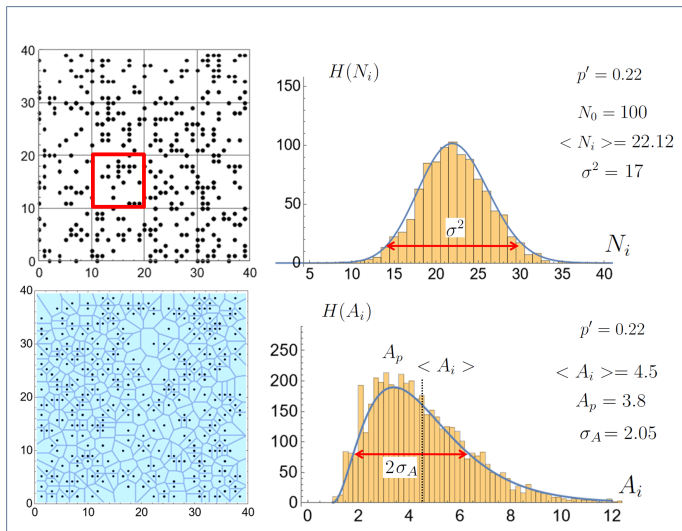 40
30
20
10
0
0 10 20 30 40
H(N_i)
150
100
50
0
5 10 15 20 25 30 35 40
σ²
N_i
p′ = 0.22
N_0 = 100
< N_i >= 22.12
σ² = 17
40
30
20
10
0
0 10 20 30 40
H(A_i)
250
200
150
100
50
0
0 2 4 6 8 10 12
A_p
< A_i >
2σ_A
A_i
p′ = 0.22
< A_i >= 4.5
A_p = 3.8
σ_A = 2.05